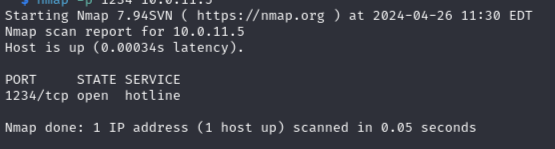 $ nmap -p 1234 10.0.11.5
Starting Nmap 7.94SVN ( https://nmap.org ) at 2024-04-26 11:30 EDT
Nmap scan report for 10.0.11.5
Host is up (0.00034s latency).
PORT     STATE SERVICE
1234/tcp open  hotline
Nmap done: 1 IP address (1 host up) scanned in 0.05 seconds